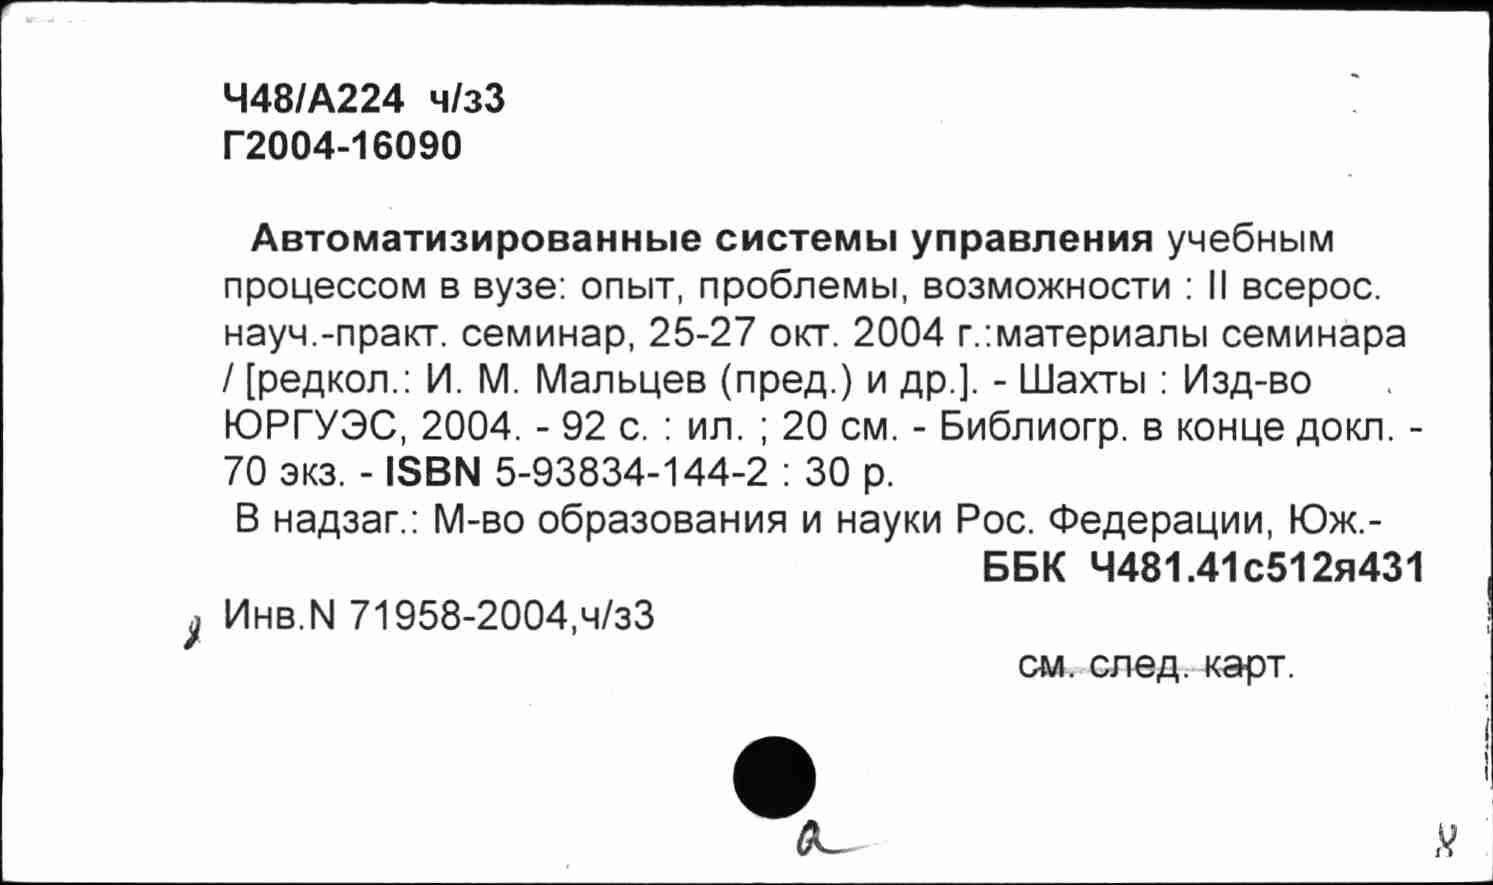 Ч48/А224 ч/з3
Г2004-16090
Автоматизированные системы управления учебным
процессом в вузе: опыт, проблемы, возможности : II всерос.
науч.-практ. семинар, 25-27 окт. 2004 г.:материалы семинара
/ [редкол.: И. М. Мальцев (пред.) и др.]. - Шахты : Изд-во
ЮРГУЭС, 2004. - 92 с. : ил. ; 20 см. - Библиогр. в конце докл. -
70 экз. - ISBN 5-93834-144-2 : 30 р.
В надзаг.: М-во образования и науки Рос. Федерации, Юж.-
ББК Ч481.41с512я431
Инв.N 71958-2004,ч/з3
см. след. карт.
а